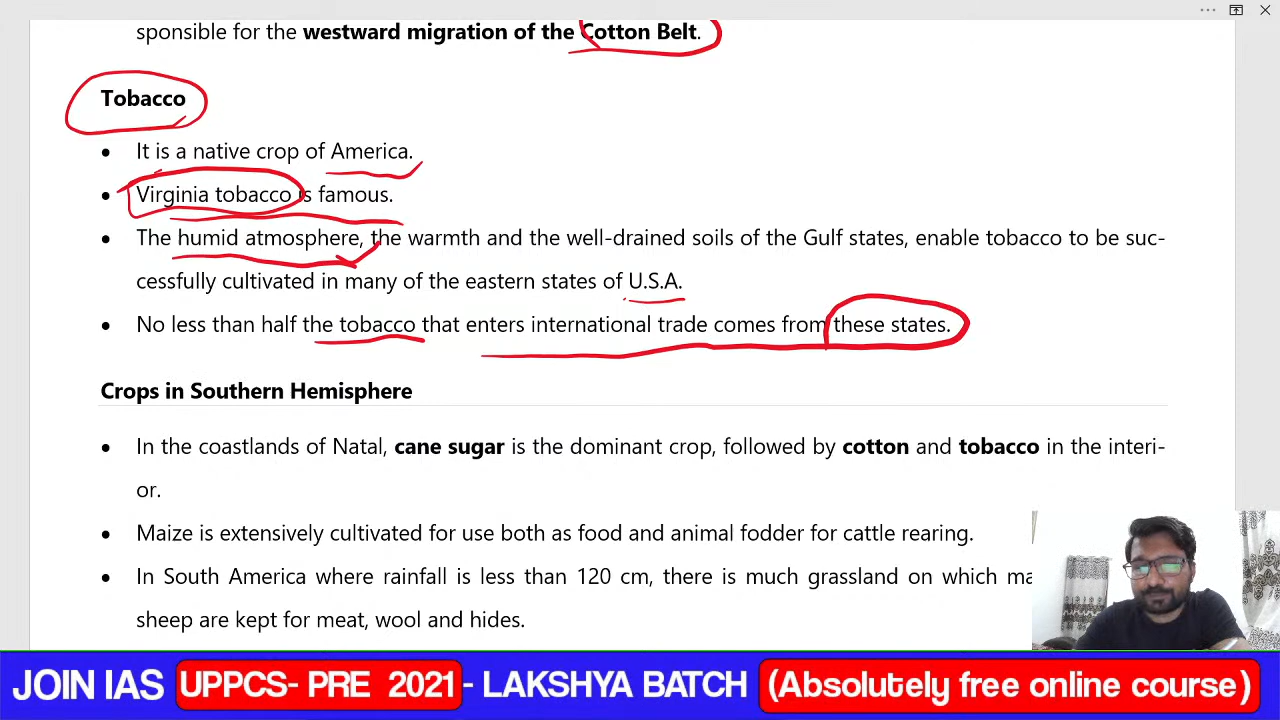 sponsible for the westward migration of the Cotton Belt.
Tobacco
• It is a native crop of America.
• Virginia tobacco is famous.
• The humid atmosphere, the warmth and the well-drained soils of the Gulf states, enable tobacco to be suc-
cessfully cultivated in many of the eastern states of U.S.A.
• No less than half the tobacco that enters international trade comes from these states.
Crops in Southern Hemisphere
• In the coastlands of Natal, cane sugar is the dominant crop, followed by cotton and tobacco in the interi-
or.
• Maize is extensively cultivated for use both as food and animal fodder for cattle rearing.
• In South America where rainfall is less than 120 cm, there is much grassland on which
sheep are kept for meat, wool and hides.
JOIN IAS UPPCS- PRE 2021 - LAKSHYA BATCH (Absolutely free online course)